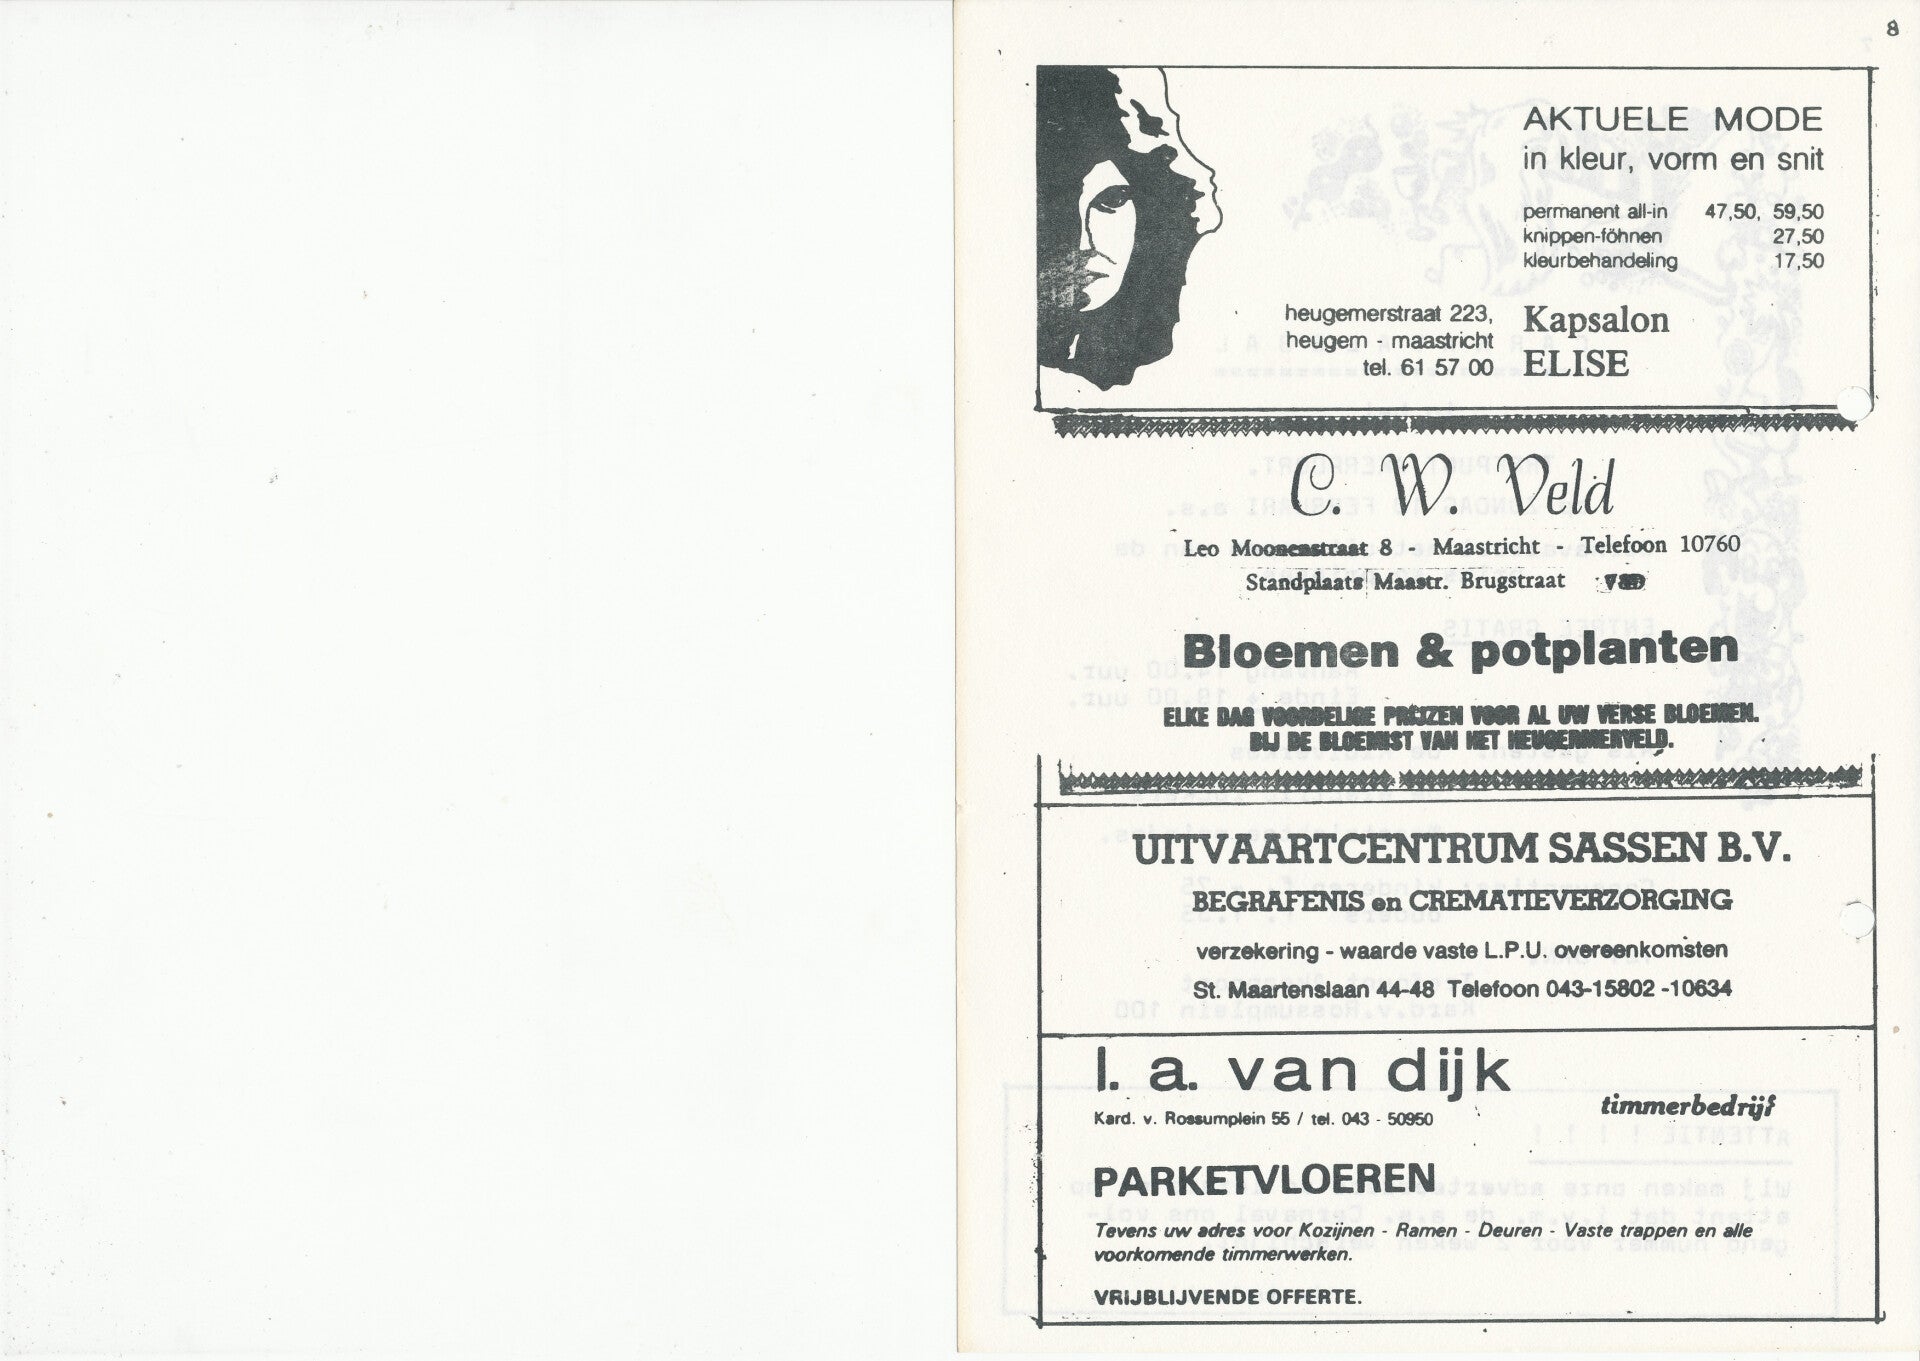 8
AKTUELE MODE
in kleur, vorm en snit
permanent all-in 47,50, 59,50
knippen-föhnen 27,50
kleurbehandeling 17,50
heugemerstraat 223,
heugem - maastricht
tel. 61 57 00
Kapsalon
ELISE
C. W. Veld
Leo Moonenstraat 8 - Maastricht - Telefoon 10760
Standplaats Maastr. Brugstraat V&D
Bloemen & potplanten
ELKE DAG VOORDELIGE PRIJZEN VOOR AL UW VERSE BLOEMEN.
BIJ DE BLOEMIST VAN HET HEUGERMERVELD.
UITVAARTCENTRUM SASSEN B.V.
BEGRAFENIS en CREMATIEVERZORGING
verzekering - waarde vaste L.P.U. overeenkomsten
St. Maartenslaan 44-48 Telefoon 043-15802 -10634
l. a. van dijk
Kard. v. Rossumplein 55 / tel. 043 - 50950
timmerbedrijf
PARKETVLOEREN
Tevens uw adres voor Kozijnen - Ramen - Deuren - Vaste trappen en alle
voorkomende timmerwerken.
VRIJBLIJVENDE OFFERTE.